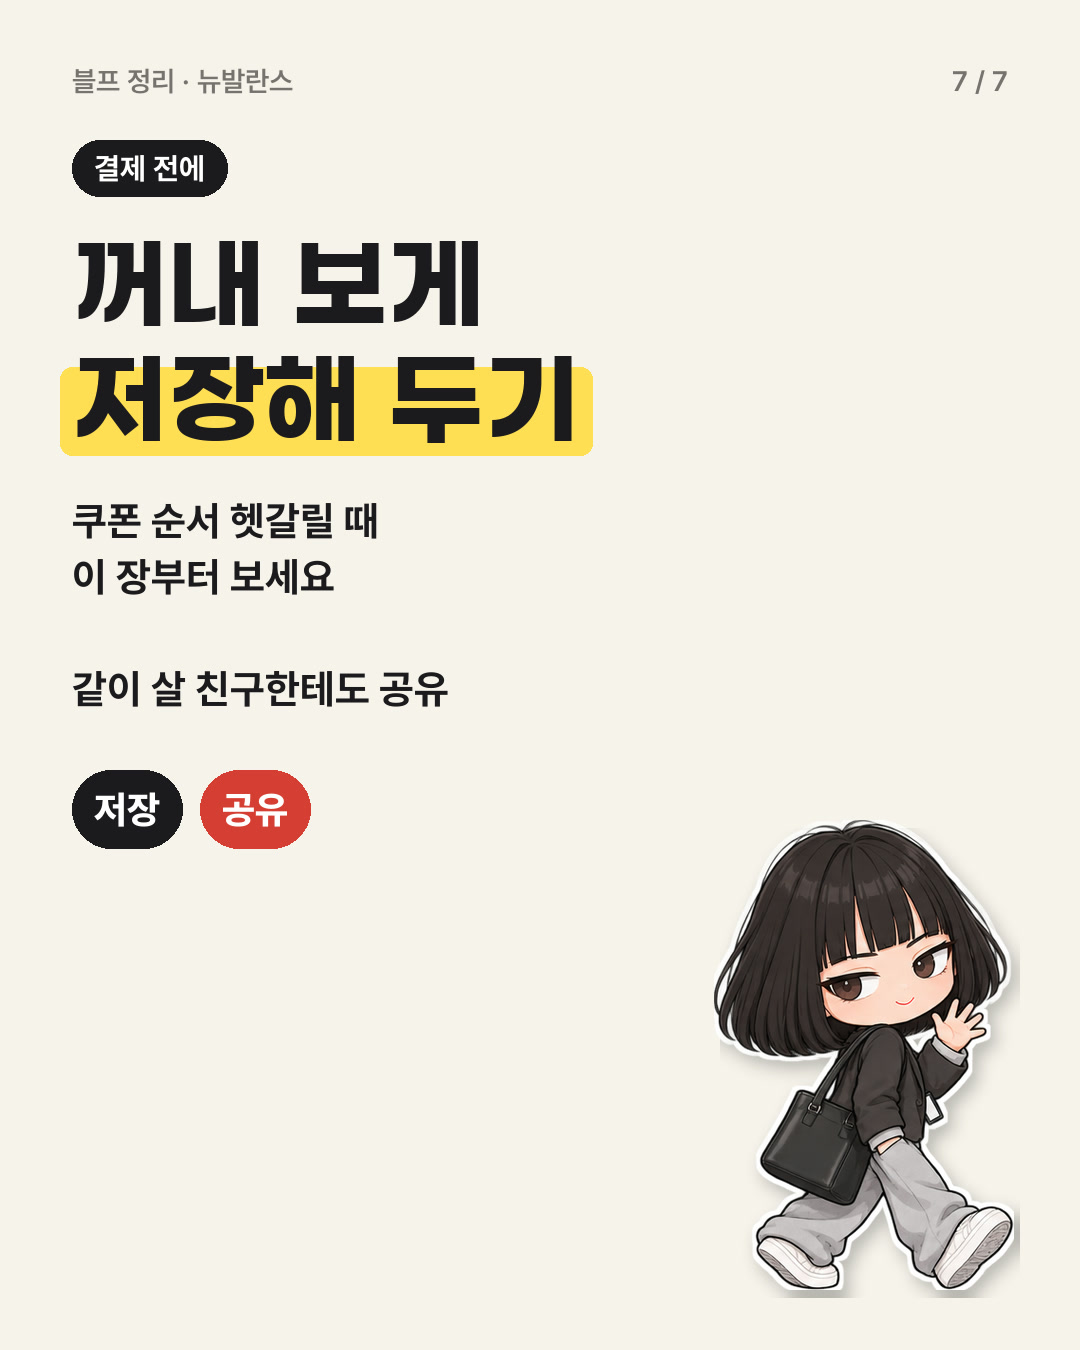 블프 정리 · 뉴발란스
7 / 7
결제 전에
꺼내 보게
저장해 두기
쿠폰 순서 헷갈릴 때
이 장부터 보세요
같이 살 친구한테도 공유
저장
공유